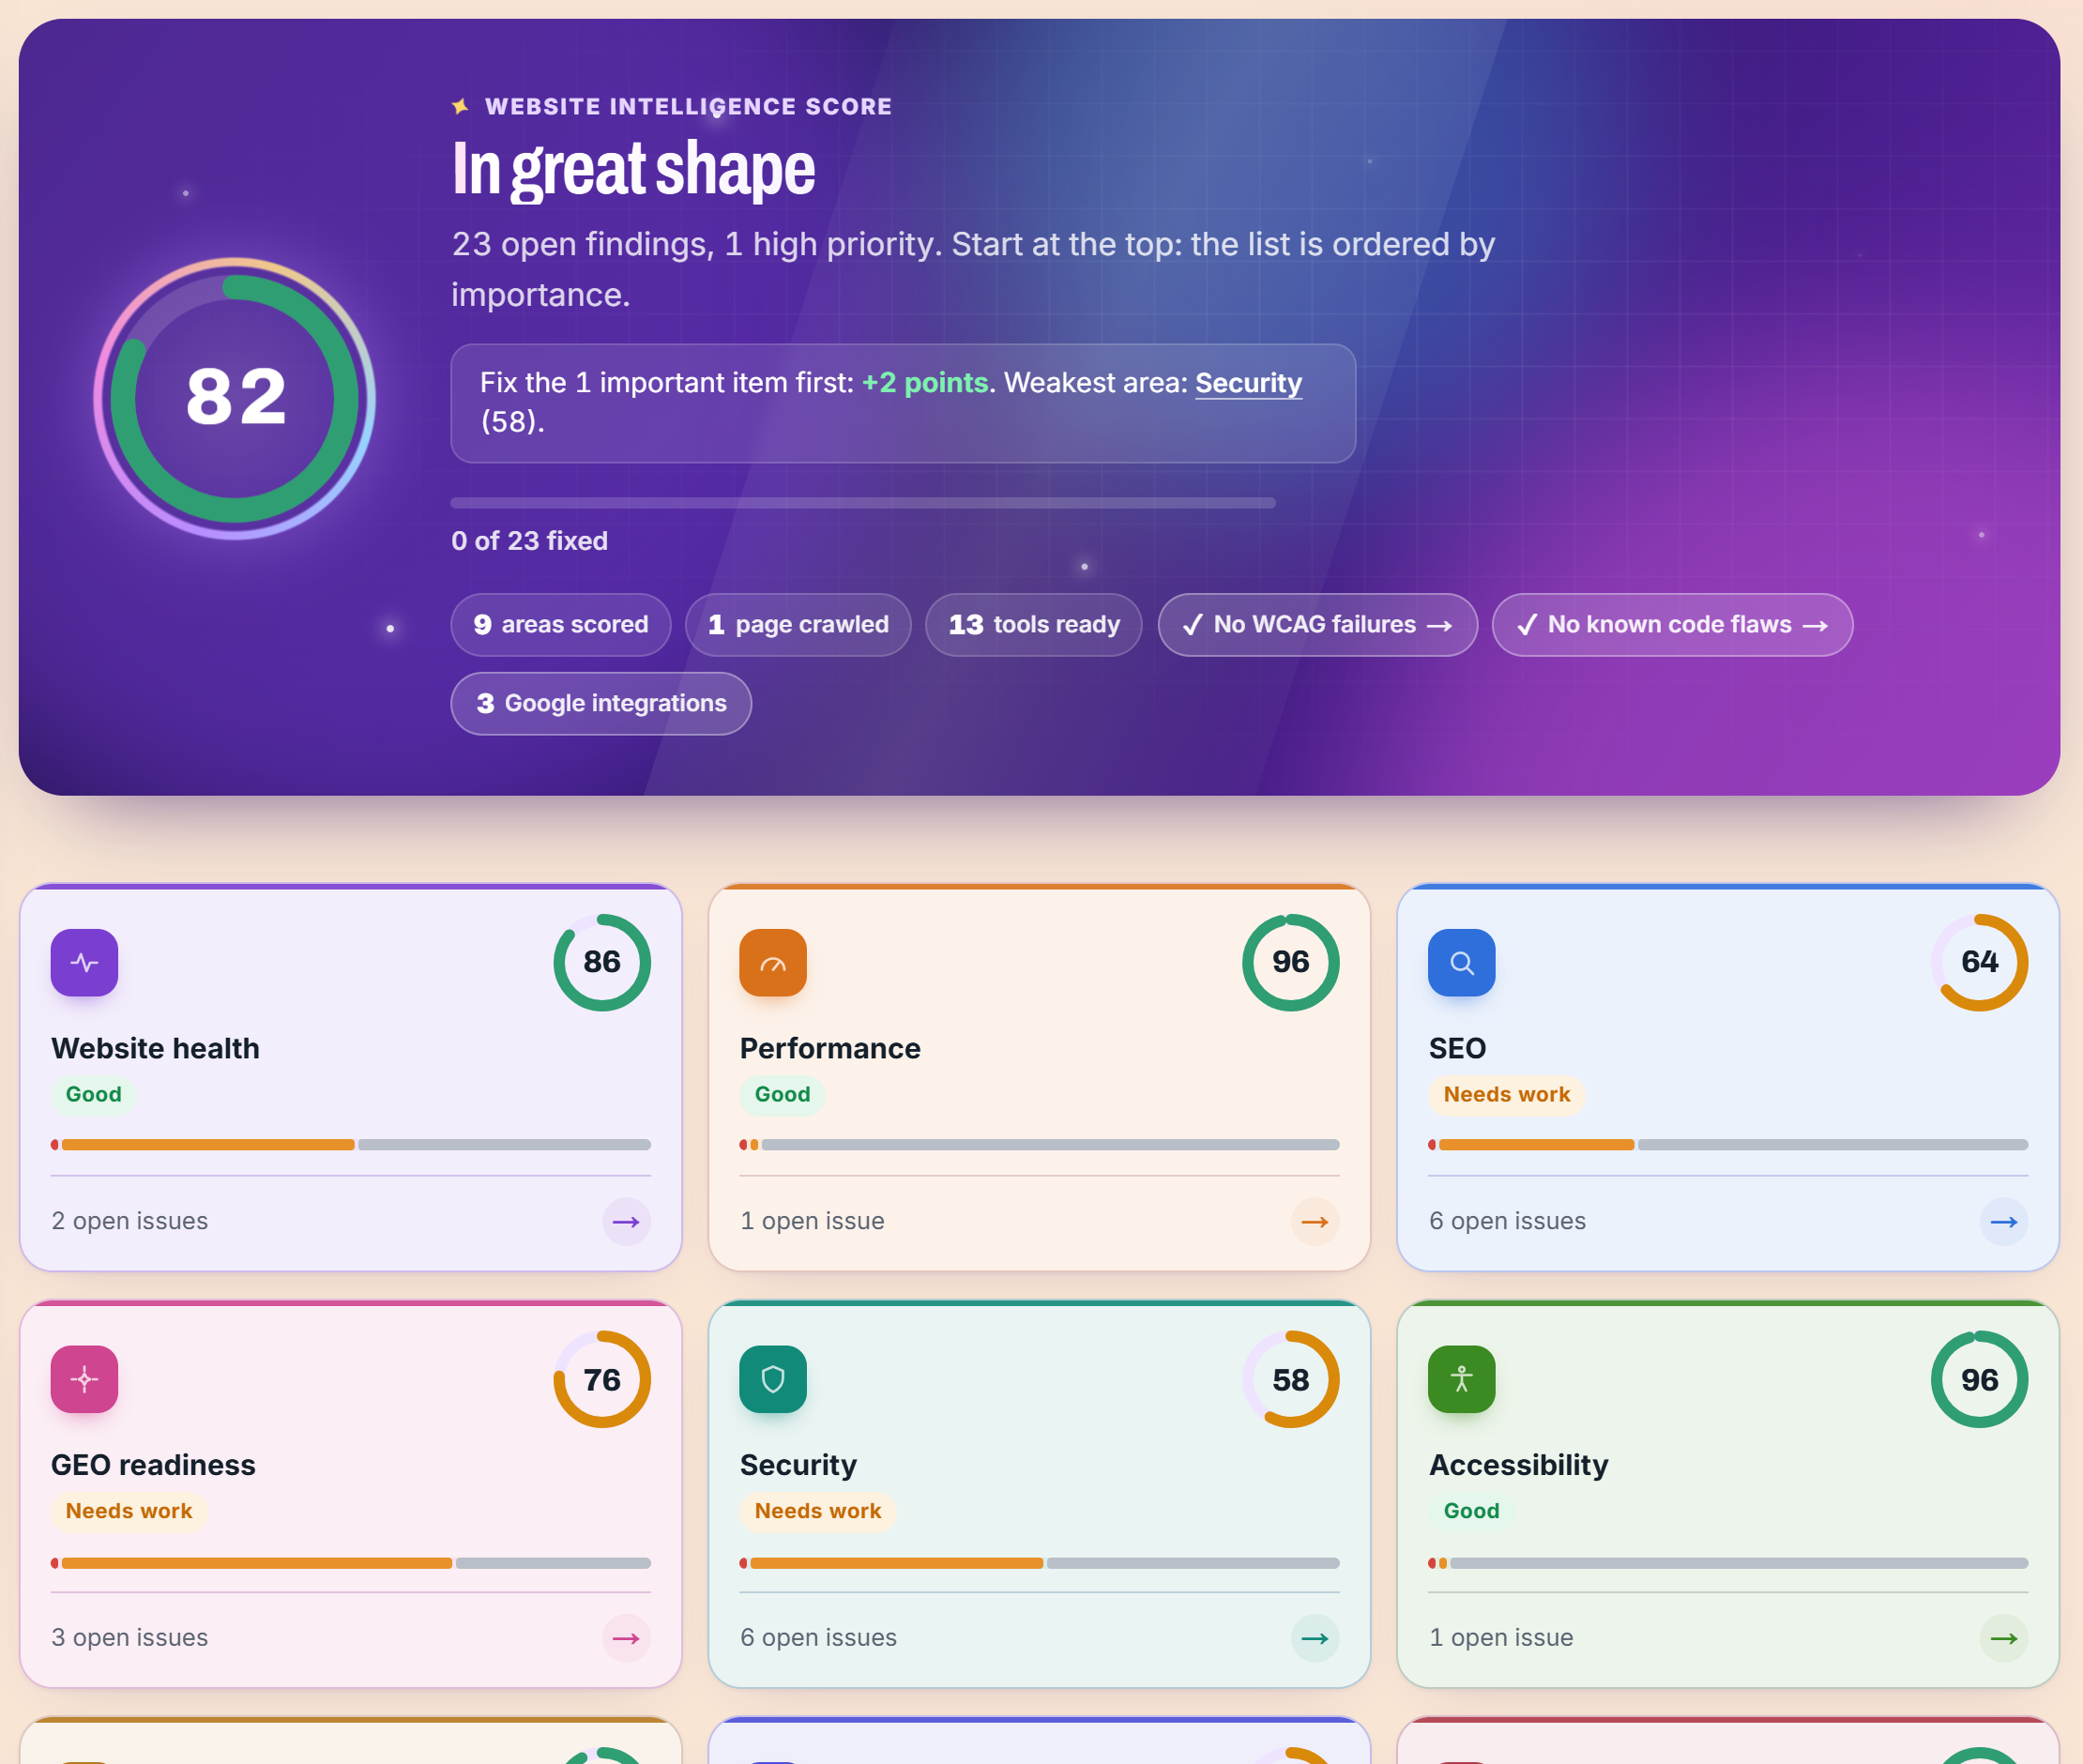 WEBSITE INTELLIGENCE SCORE
In great shape
23 open findings, 1 high priority. Start at the top: the list is ordered by
importance.
82
Fix the 1 important item first: +2 points. Weakest area: Security
(58).
0 of 23 fixed
9 areas scored
1 page crawled
13 tools ready
✓ No WCAG failures →
✓ No known code flaws →
3 Google integrations
86
Website health
Good
2 open issues →
96
Performance
Good
1 open issue →
64
SEO
Needs work
6 open issues →
76
GEO readiness
Needs work
3 open issues →
58
Security
Needs work
6 open issues →
96
Accessibility
Good
1 open issue →